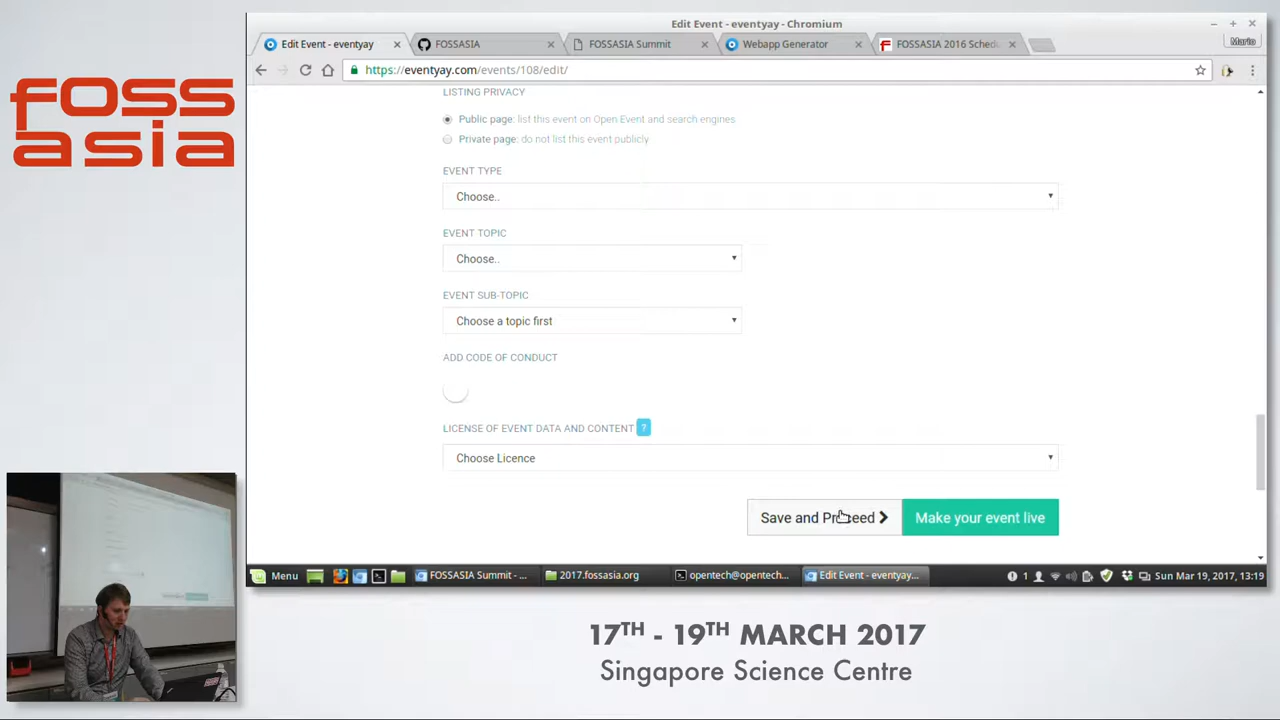 Edit Event - eventyay - Chromium
Edit Event - eventyay
FOSSASIA
FOSSASIA Summit
Webapp Generator
FOSSASIA 2016 Sched
Mario
https://eventyay.com/events/108/edit/
foss
asia
LISTING PRIVACY
Public page: list this event on Open Event and search engines
Private page: do not list this event publicly
EVENT TYPE
Choose..
EVENT TOPIC
Choose..
EVENT SUB-TOPIC
Choose a topic first
ADD CODE OF CONDUCT
LICENSE OF EVENT DATA AND CONTENT ?
Choose Licence
Save and Proceed
Make your event live
Menu
FOSSASIA Summit - ...
2017.fossasia.org
opentech@opentech...
Edit Event - eventyay...
1
Sun Mar 19, 2017, 13:19
17TH - 19TH MARCH 2017
Singapore Science Centre